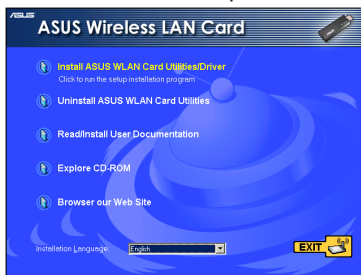 ASUS
ASUS Wireless LAN Card
Install ASUS WLAN Card Utilities/Driver
Click to run the setup installation program
Uninstall ASUS WLAN Card Utilities
Read/Install User Documentation
Explore CD-ROM
Browser our Web Site
Installation Language:
English
EXIT